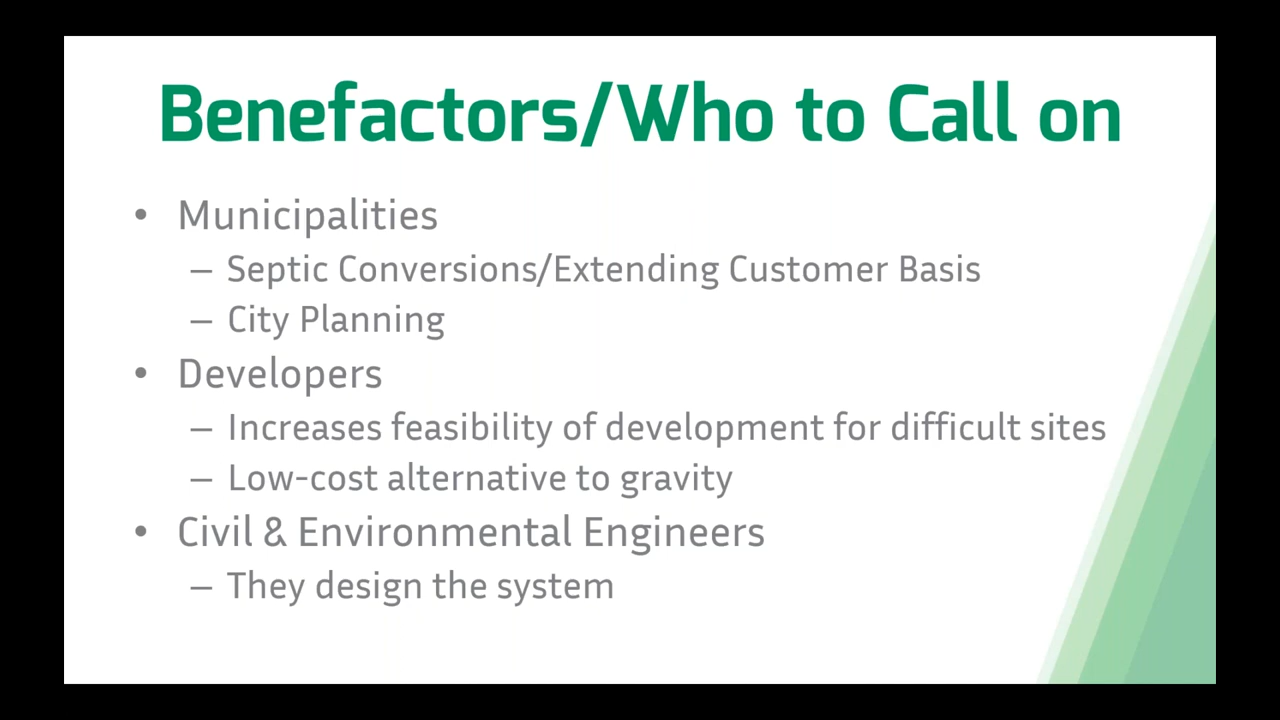 Benefactors/Who to Call on
• Municipalities
– Septic Conversions/Extending Customer Basis
– City Planning
• Developers
– Increases feasibility of development for difficult sites
– Low-cost alternative to gravity
• Civil & Environmental Engineers
– They design the system